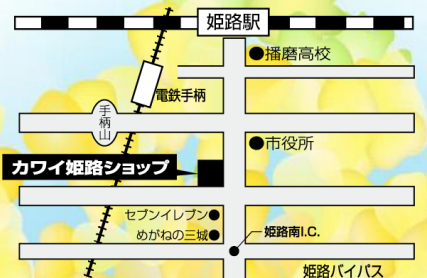 姫路駅
●播磨高校
電鉄手柄
手柄山
●市役所
カワイ姫路ショップ
セブンイレブン●
めがねの三城●
姫路南I.C.
姫路バイパス